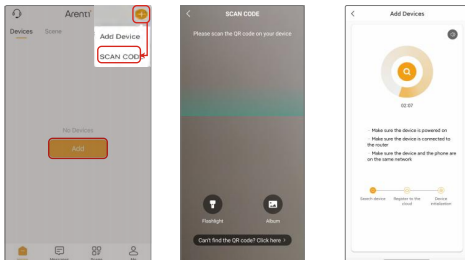 Arenti
Devices
Scene
Add Device
SCAN COD
No Devices
Add
SCAN CODE
Please scan the QR code on your device
Flashlight
Album
Can't find the QR code? Click here >
Add Devices
02:07
- Make sure the device is powered on
- Make sure the device is connected to
the router
- Make sure the device and the phone are
on the same network
Search device
Register to the
cloud
Device
initialization